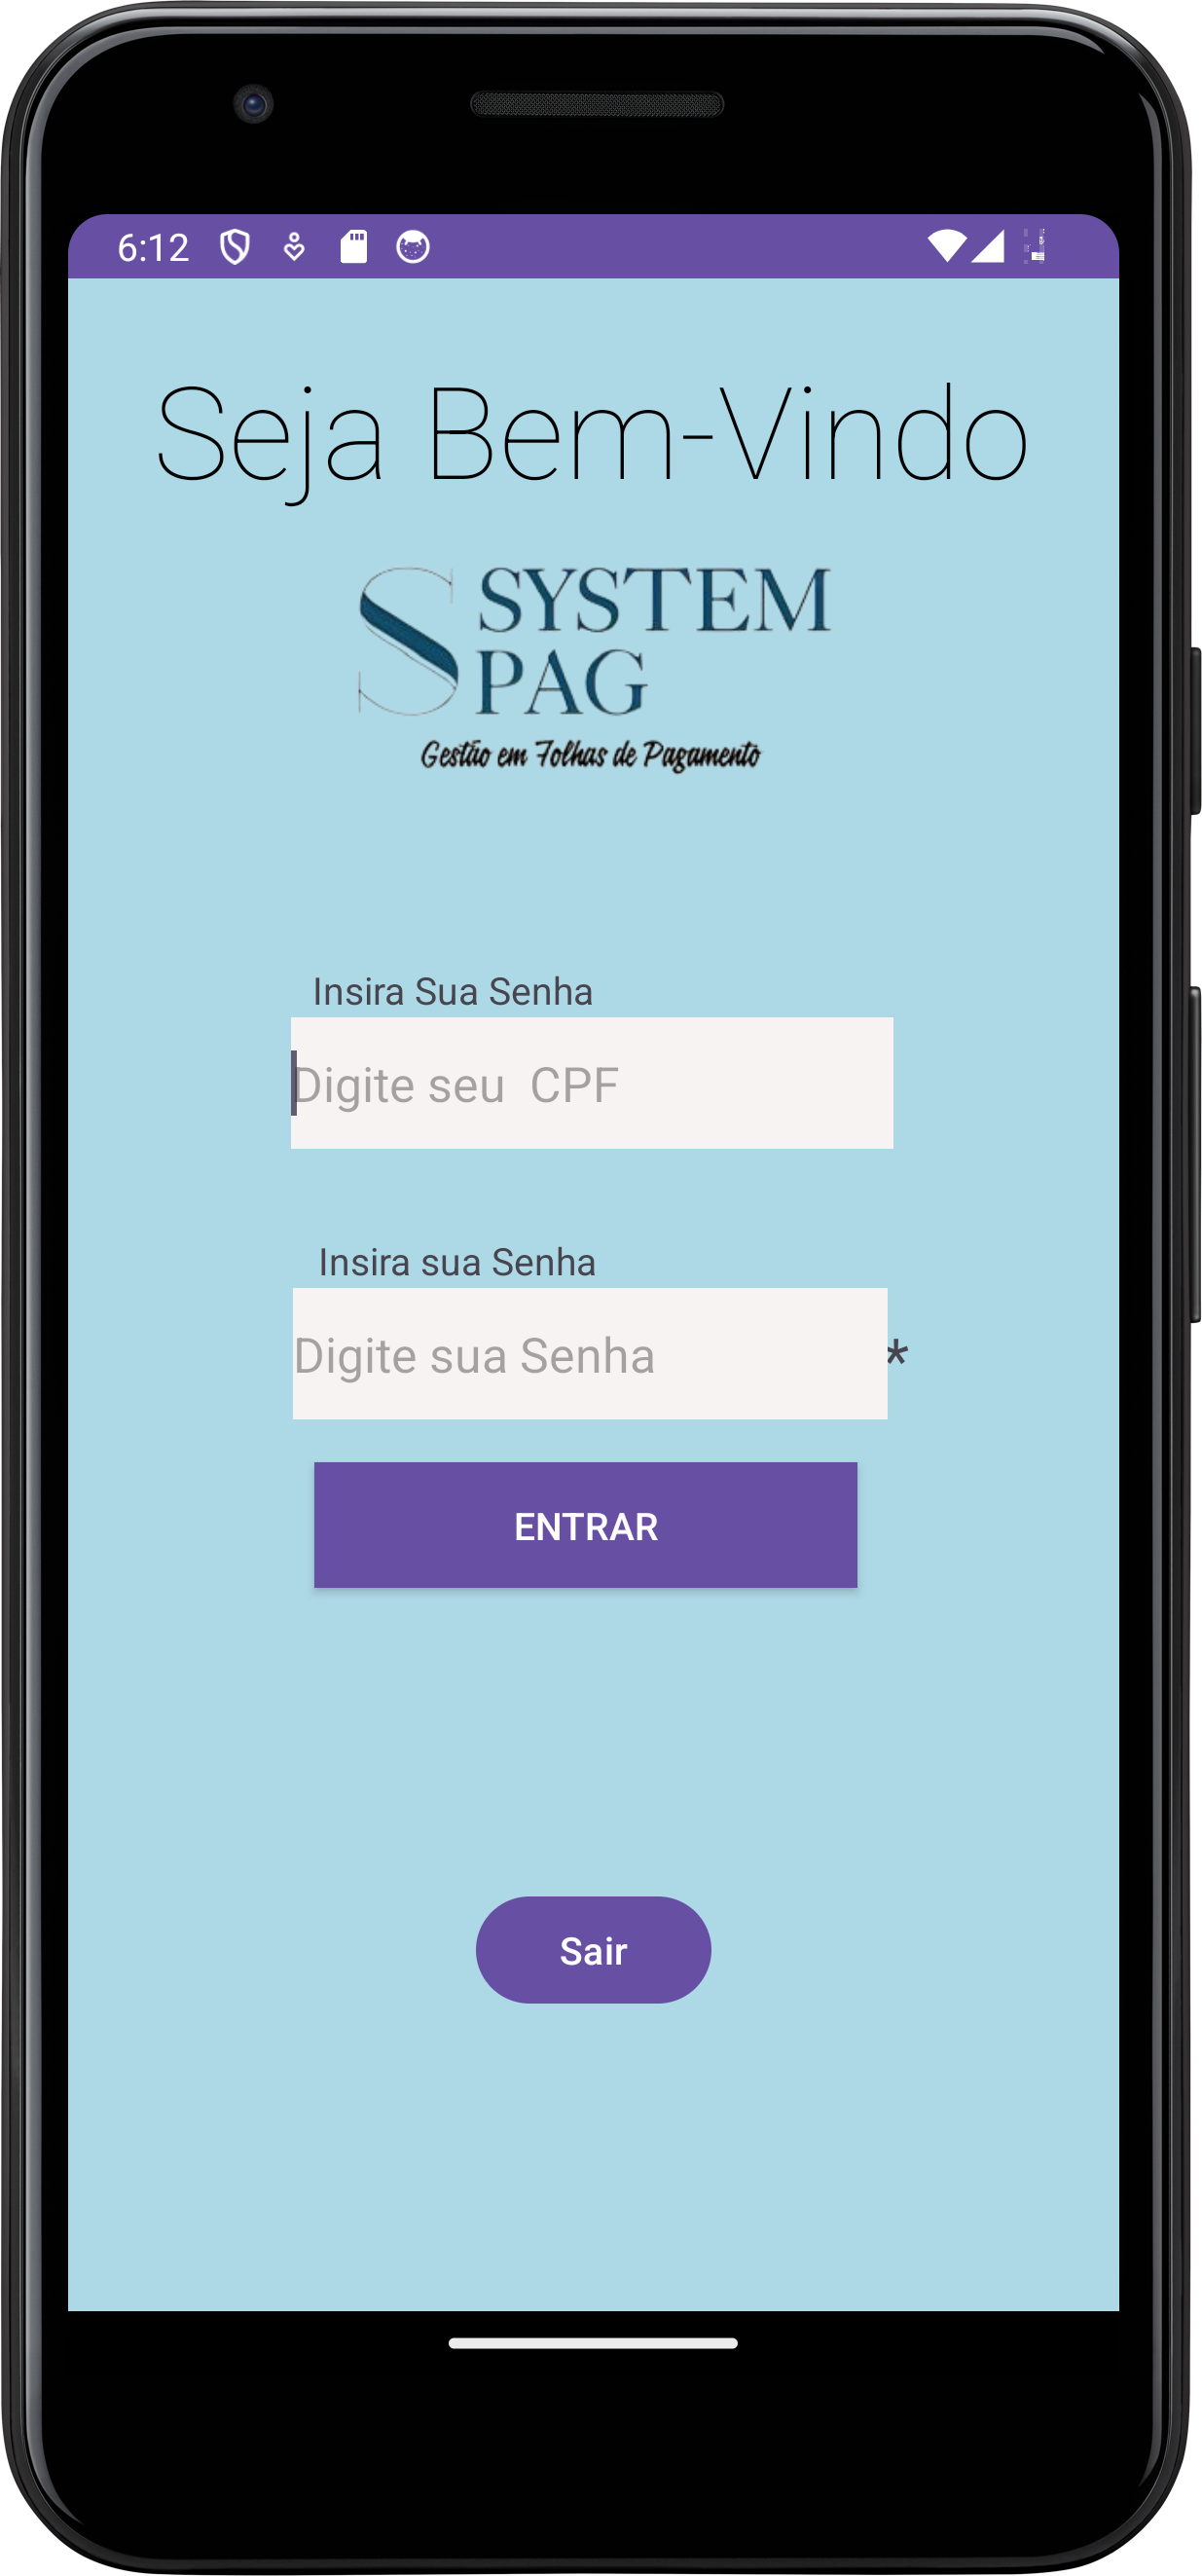 6:12
Seja Bem-Vindo
S SYSTEM
PAG
Gestão em Folhas de Pagamento
Insira Sua Senha
Digite seu  CPF
Insira sua Senha
Digite sua Senha
*
ENTRAR
Sair